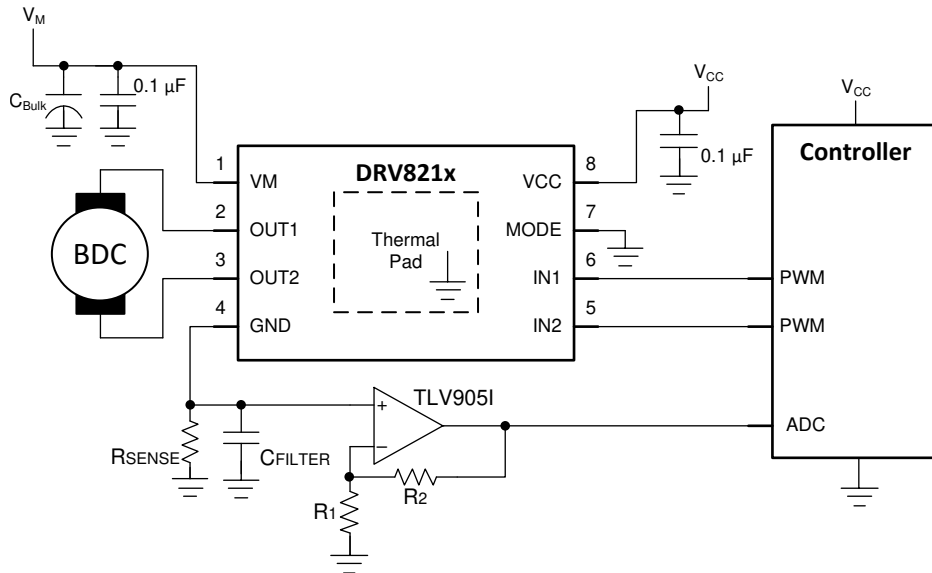 VM
CBulk
0.1 µF
VCC
0.1 µF
VCC
Controller
DRV821x
1
VM
VCC
8
2
OUT1
MODE
7
BDC
Thermal
Pad
3
OUT2
IN1
6
PWM
4
GND
IN2
5
PWM
TLV905I
+
−
ADC
RSENSE
CFILTER
R2
R1